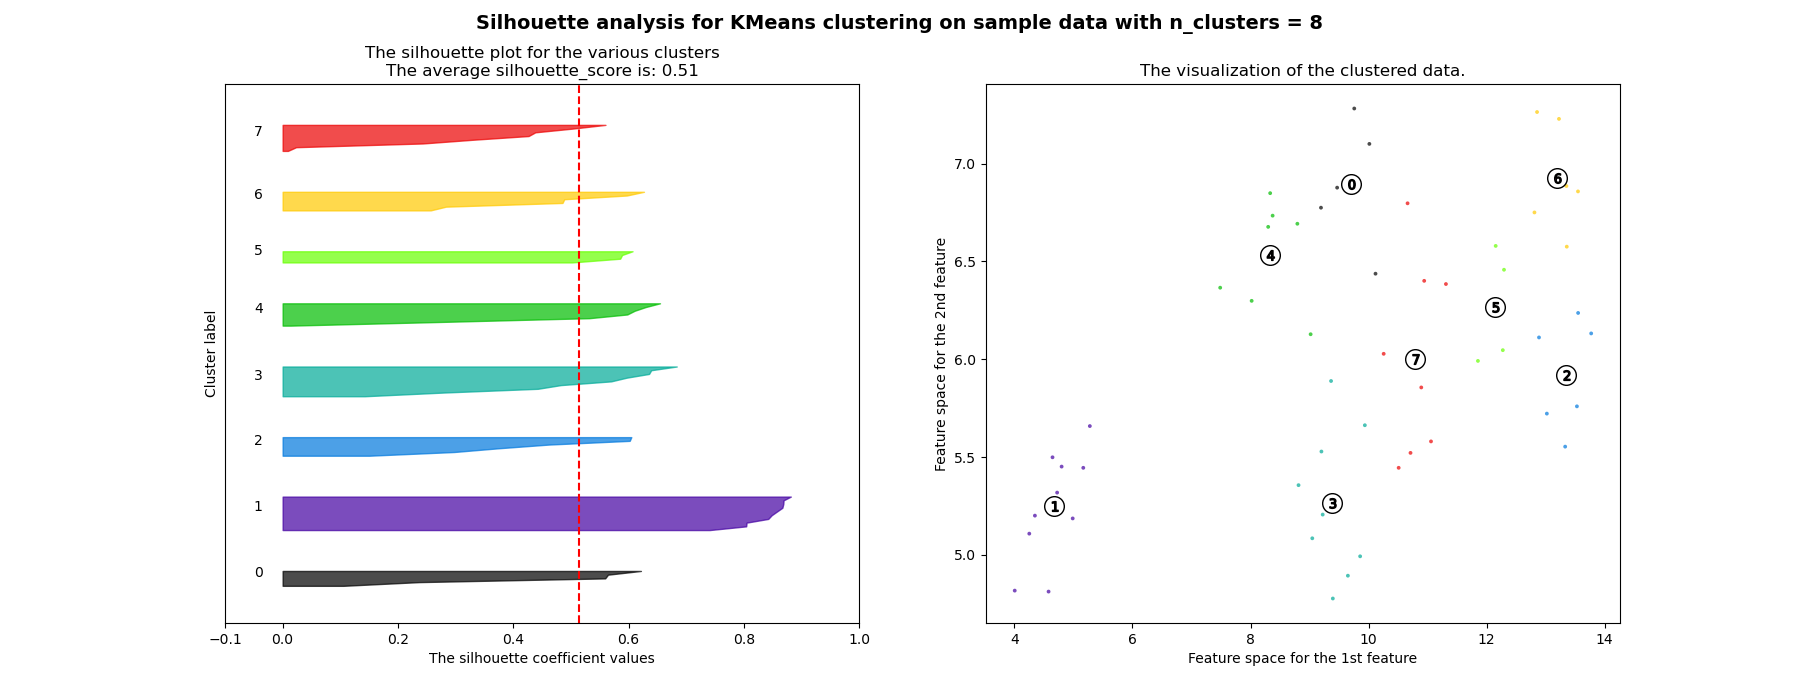 Silhouette analysis for KMeans clustering on sample data with n_clusters = 8
The silhouette plot for the various clusters
The average silhouette_score is: 0.51
7
6
5
4
3
2
1
0
Cluster label
−0.1 0.0 0.2 0.4 0.6 0.8 1.0
The silhouette coefficient values
The visualization of the clustered data.
7.0
6.5
6.0
5.5
5.0
Feature space for the 2nd feature
0
6
4
5
7
2
3
1
4 6 8 10 12 14
Feature space for the 1st feature